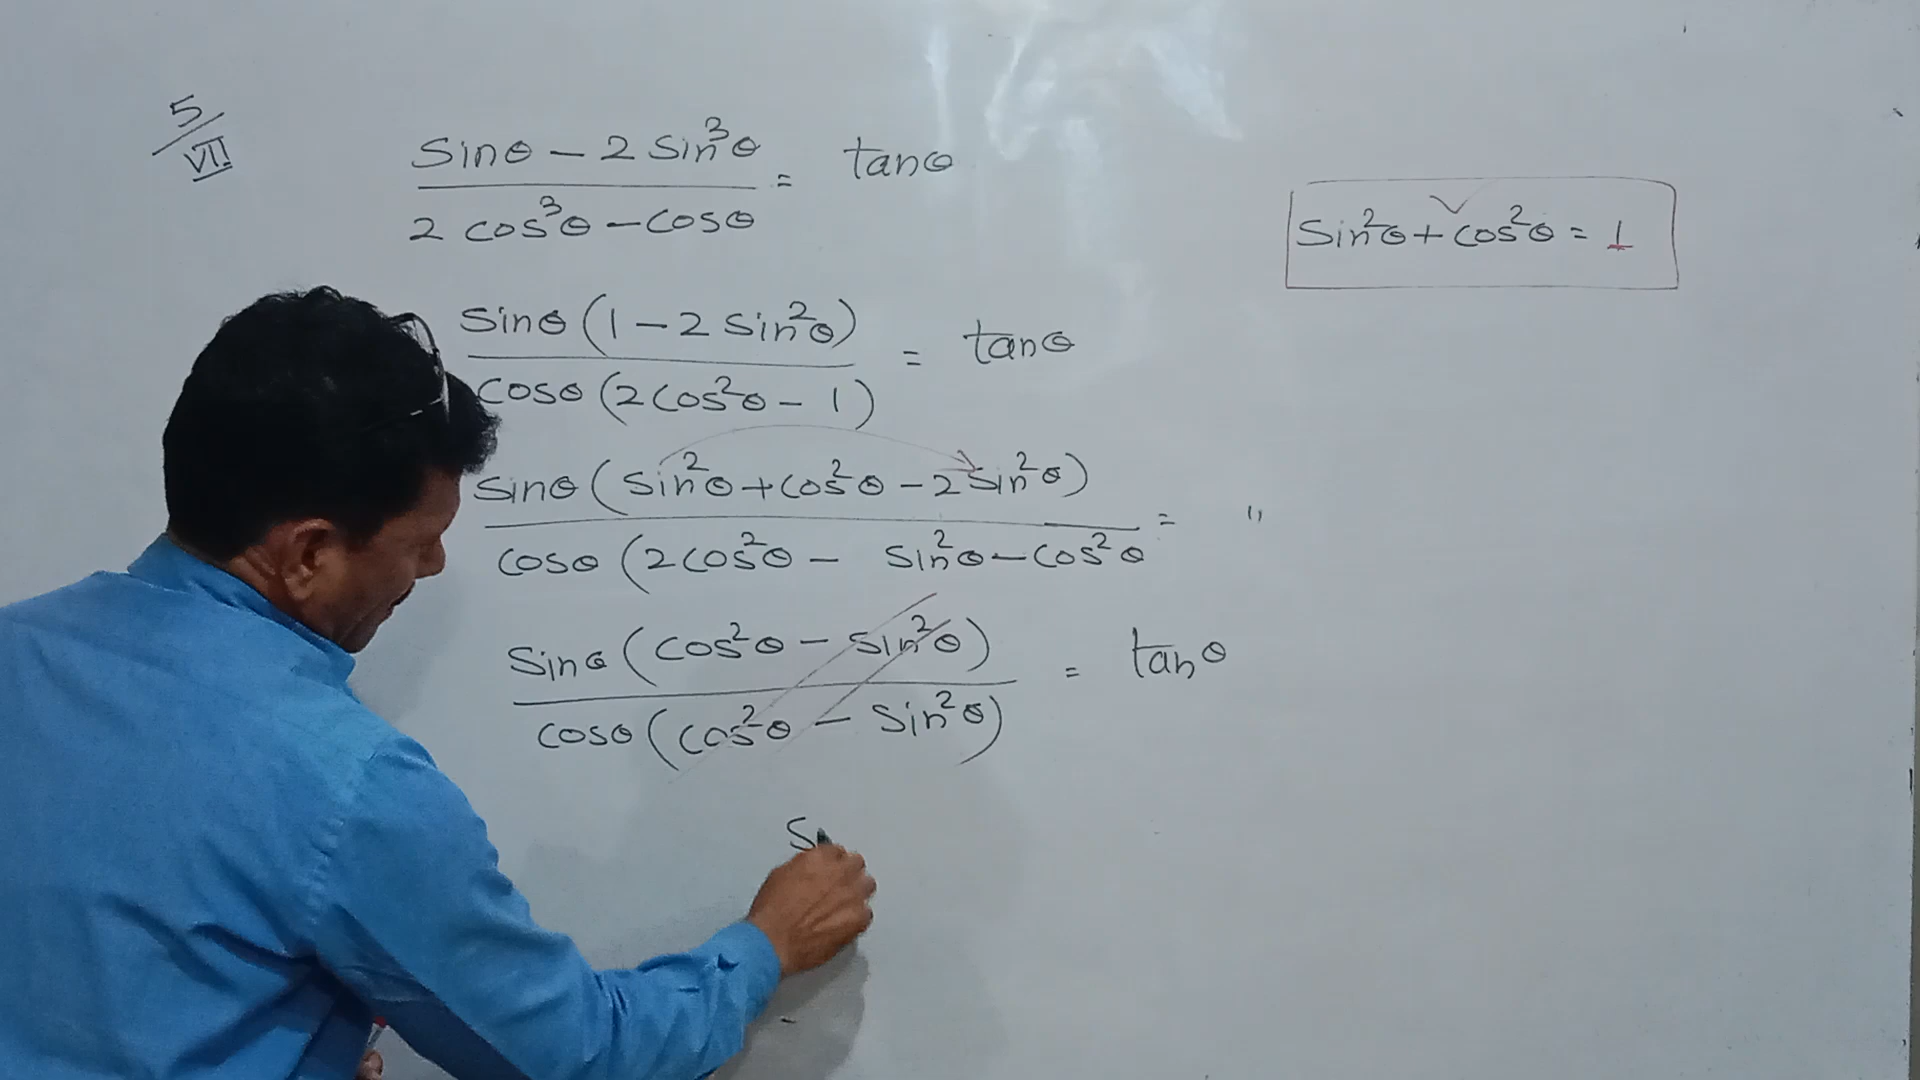 5/VII
sinθ - 2 sin³θ / 2 cos³θ - cosθ = tanθ
sin²θ + cos²θ = 1
sinθ (1 - 2 sin²θ) / cosθ (2cos²θ - 1) = tanθ
sinθ (sin²θ + cos²θ - 2 sin²θ) / cosθ (2cos²θ - sin²θ - cos²θ = "
sinθ (cos²θ - sin²θ) / cosθ (cos²θ - sin²θ) = tanθ
S